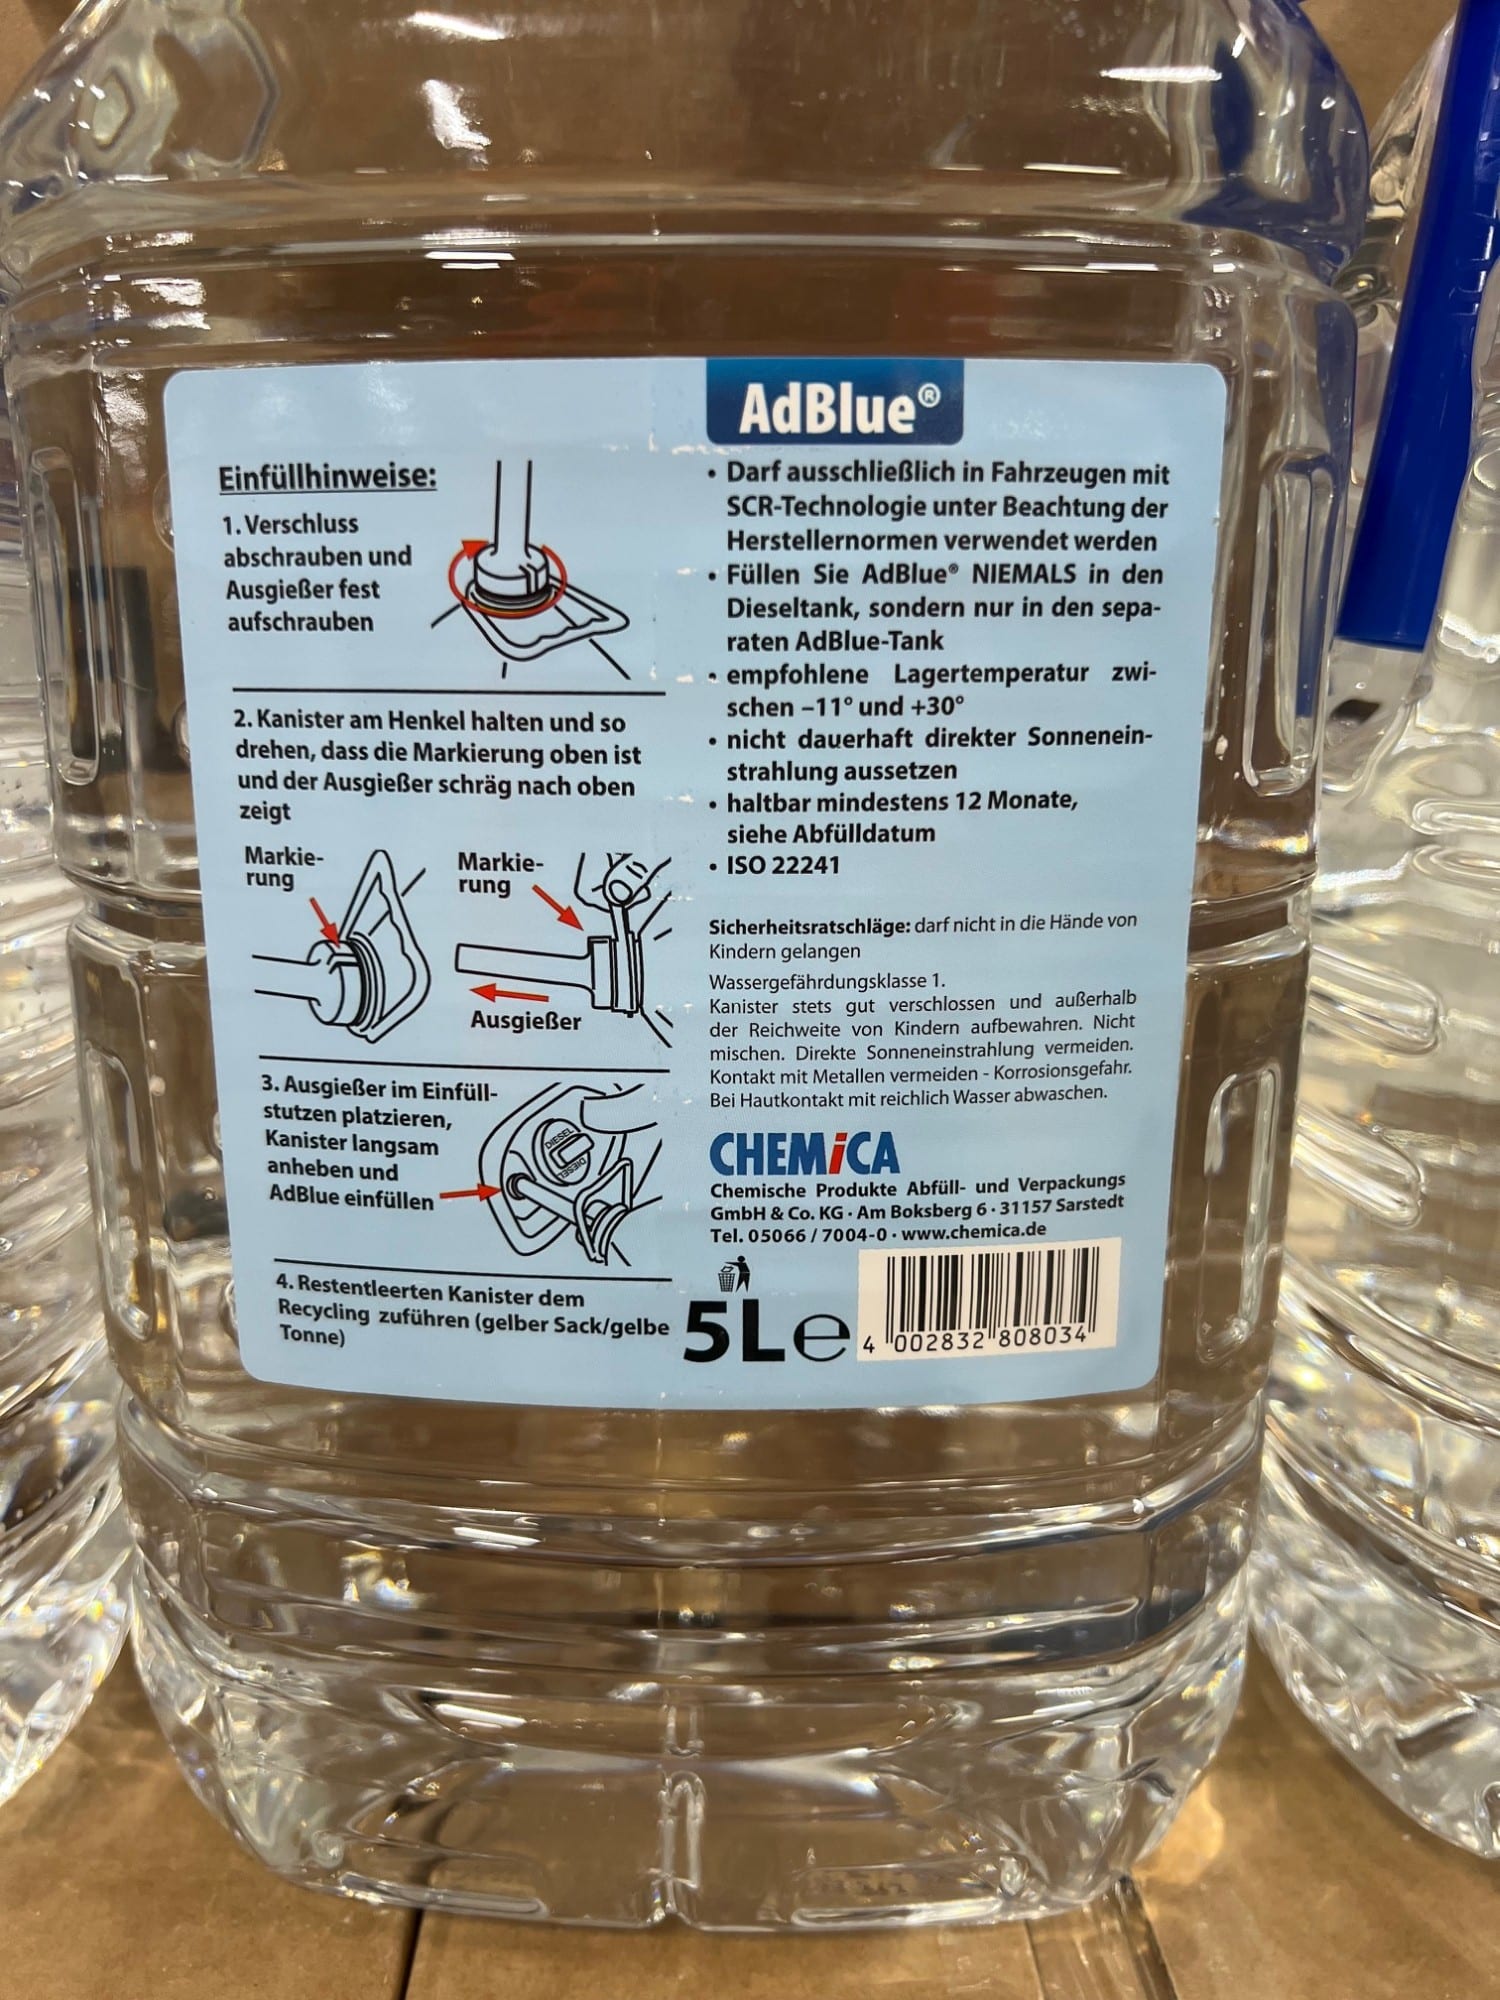 AdBlue®
Einfüllhinweise:
1. Verschluss
abschrauben und
Ausgießer fest
aufschrauben
2. Kanister am Henkel halten und so
drehen, dass die Markierung oben ist
und der Ausgießer schräg nach oben
zeigt
Markie-
rung
Markie-
rung
Ausgießer
3. Ausgießer im Einfüll-
stutzen platzieren,
Kanister langsam
anheben und
AdBlue einfüllen
DIESEL
DIESEL
4. Restentleerten Kanister dem
Recycling zuführen (gelber Sack/gelbe
Tonne)
• Darf ausschließlich in Fahrzeugen mit
SCR-Technologie unter Beachtung der
Herstellernormen verwendet werden
• Füllen Sie AdBlue® NIEMALS in den
Dieseltank, sondern nur in den sepa-
raten AdBlue-Tank
• empfohlene Lagertemperatur zwi-
schen –11° und +30°
• nicht dauerhaft direkter Sonnenein-
strahlung aussetzen
• haltbar mindestens 12 Monate,
siehe Abfülldatum
• ISO 22241
Sicherheitsratschläge: darf nicht in die Hände von
Kindern gelangen
Wassergefährdungsklasse 1.
Kanister stets gut verschlossen und außerhalb
der Reichweite von Kindern aufbewahren. Nicht
mischen. Direkte Sonneneinstrahlung vermeiden.
Kontakt mit Metallen vermeiden - Korrosionsgefahr.
Bei Hautkontakt mit reichlich Wasser abwaschen.
CHEMiCA
Chemische Produkte Abfüll- und Verpackungs
GmbH & Co. KG · Am Boksberg 6 · 31157 Sarstedt
Tel. 05066 / 7004-0 · www.chemica.de
5L e
4 002832 808034